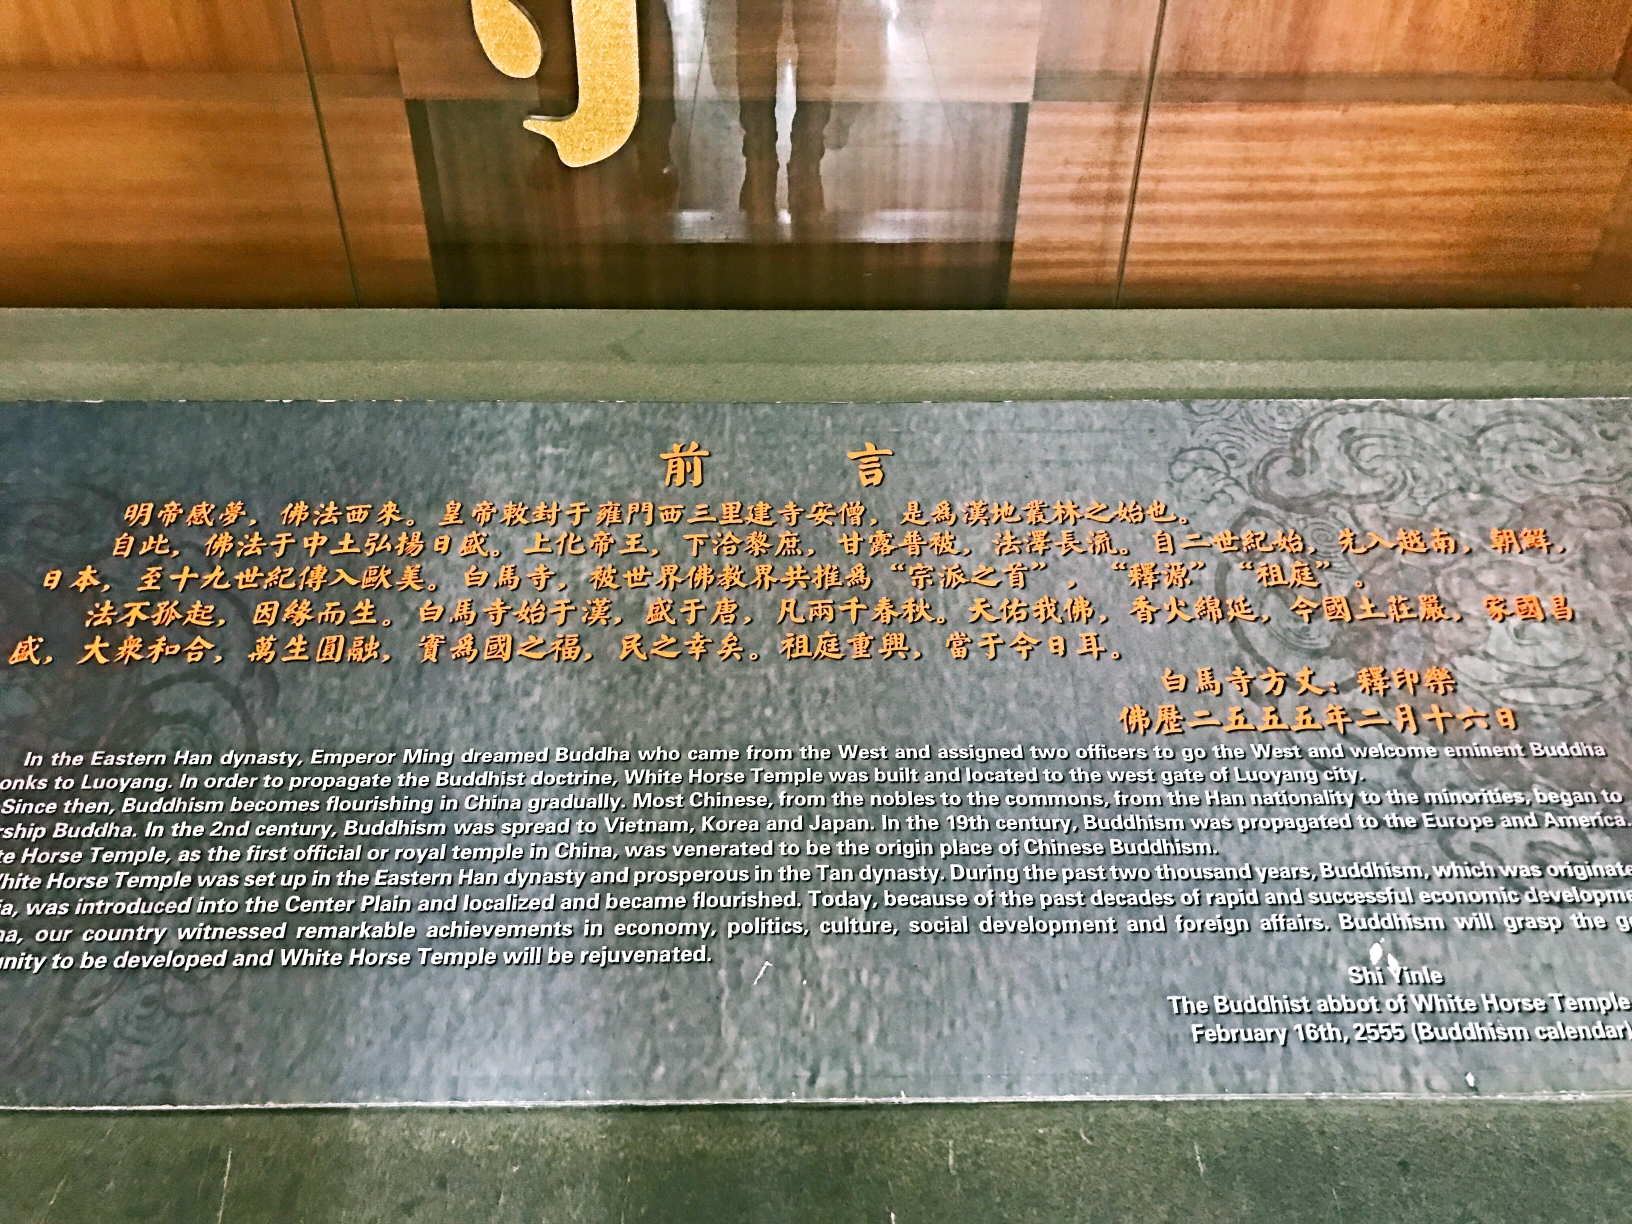 前言
明帝感夢，佛法西來。皇帝敕封于雍門西三里建寺安僧，是為漢地叢林之始也。
自此，佛法于中土弘揚日盛。上化帝王，下洽黎庶，甘露普被，法澤長流。自二世紀始，先入越南，朝鮮，
日本，至十九世紀傳入歐美。白馬寺，被世界佛教界共推為“宗派之首”，“釋源”“祖庭”。
法不孤起，因緣而生。白馬寺始于漢，盛于唐，凡兩千春秋。天佑我佛，香火綿延，今國土莊嚴，家國昌
盛，大衆和合，萬生圓融，實為國之福，民之幸矣。祖庭重興，當于今日耳。
白馬寺方丈：釋印樂
佛歷二五五五年二月十六日
In the Eastern Han dynasty, Emperor Ming dreamed Buddha who came from the West and assigned two officers to go the West and welcome eminent Buddha
onks to Luoyang. In order to propagate the Buddhist doctrine, White Horse Temple was built and located to the west gate of Luoyang city.
Since then, Buddhism becomes flourishing in China gradually. Most Chinese, from the nobles to the commons, from the Han nationality to the minorities, began to
rship Buddha. In the 2nd century, Buddhism was spread to Vietnam, Korea and Japan. In the 19th century, Buddhism was propagated to the Europe and America.
te Horse Temple, as the first official or royal temple in China, was venerated to be the origin place of Chinese Buddhism.
White Horse Temple was set up in the Eastern Han dynasty and prosperous in the Tan dynasty. During the past two thousand years, Buddhism, which was originate
ia, was introduced into the Center Plain and localized and became flourished. Today, because of the past decades of rapid and successful economic developme
na, our country witnessed remarkable achievements in economy, politics, culture, social development and foreign affairs. Buddhism will grasp the g
unity to be developed and White Horse Temple will be rejuvenated.
Shi Yinle
The Buddhist abbot of White Horse Temple
February 16th, 2555 (Buddhism calendar)